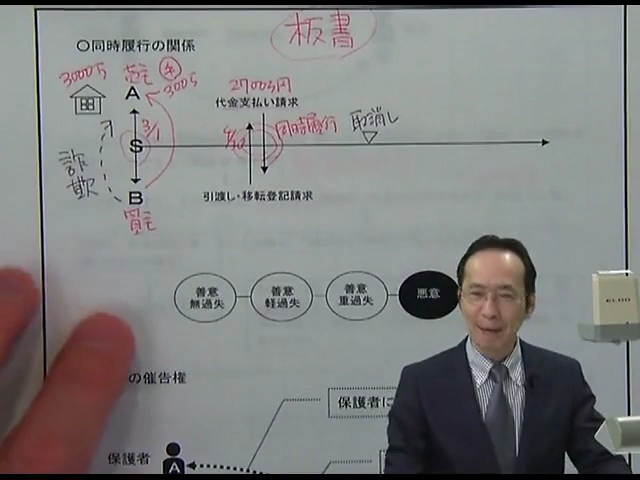 板書
○同時履行の関係
3000万
売主
手
300万
A
2700万円
代金支払い請求
同時履行
取消し
S
3/1
詐欺
引渡し・移転登記請求
B
買主
善意
無過失
善意
軽過失
善意
重過失
悪意
の催告権
保護者に
保護者
A